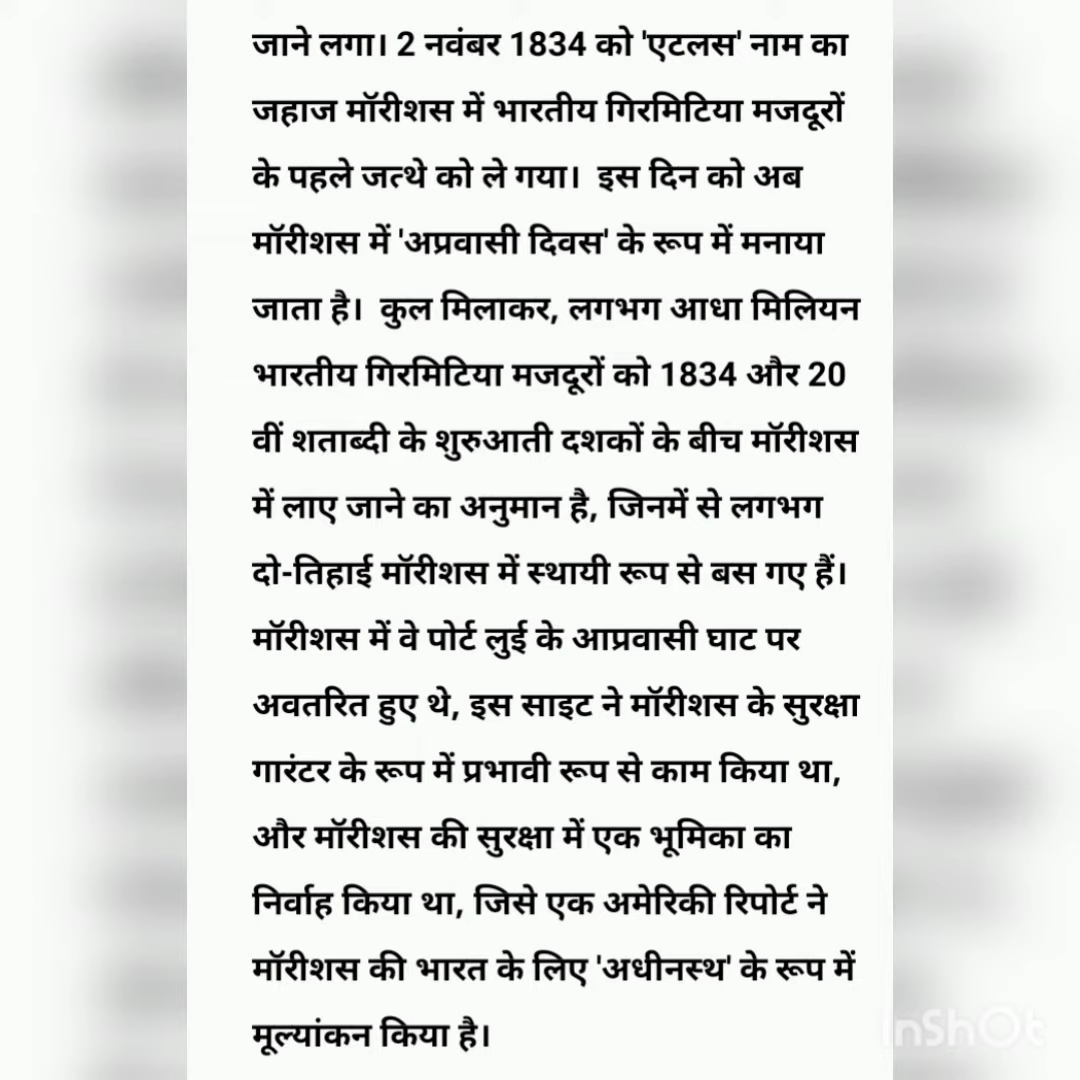 जाने लगा। 2 नवंबर 1834 को 'एटलस' नाम का
जहाज मॉरीशस में भारतीय गिरमिटिया मजदूरों
के पहले जत्थे को ले गया। इस दिन को अब
मॉरीशस में 'अप्रवासी दिवस' के रूप में मनाया
जाता है। कुल मिलाकर, लगभग आधा मिलियन
भारतीय गिरमिटिया मजदूरों को 1834 और 20
वीं शताब्दी के शुरुआती दशकों के बीच मॉरीशस
में लाए जाने का अनुमान है, जिनमें से लगभग
दो-तिहाई मॉरीशस में स्थायी रूप से बस गए हैं।
मॉरीशस में वे पोर्ट लुई के आप्रवासी घाट पर
अवतरित हुए थे, इस साइट ने मॉरीशस के सुरक्षा
गारंटर के रूप में प्रभावी रूप से काम किया था,
और मॉरीशस की सुरक्षा में एक भूमिका का
निर्वाह किया था, जिसे एक अमेरिकी रिपोर्ट ने
मॉरीशस की भारत के लिए 'अधीनस्थ' के रूप में
मूल्यांकन किया है।
InShOt